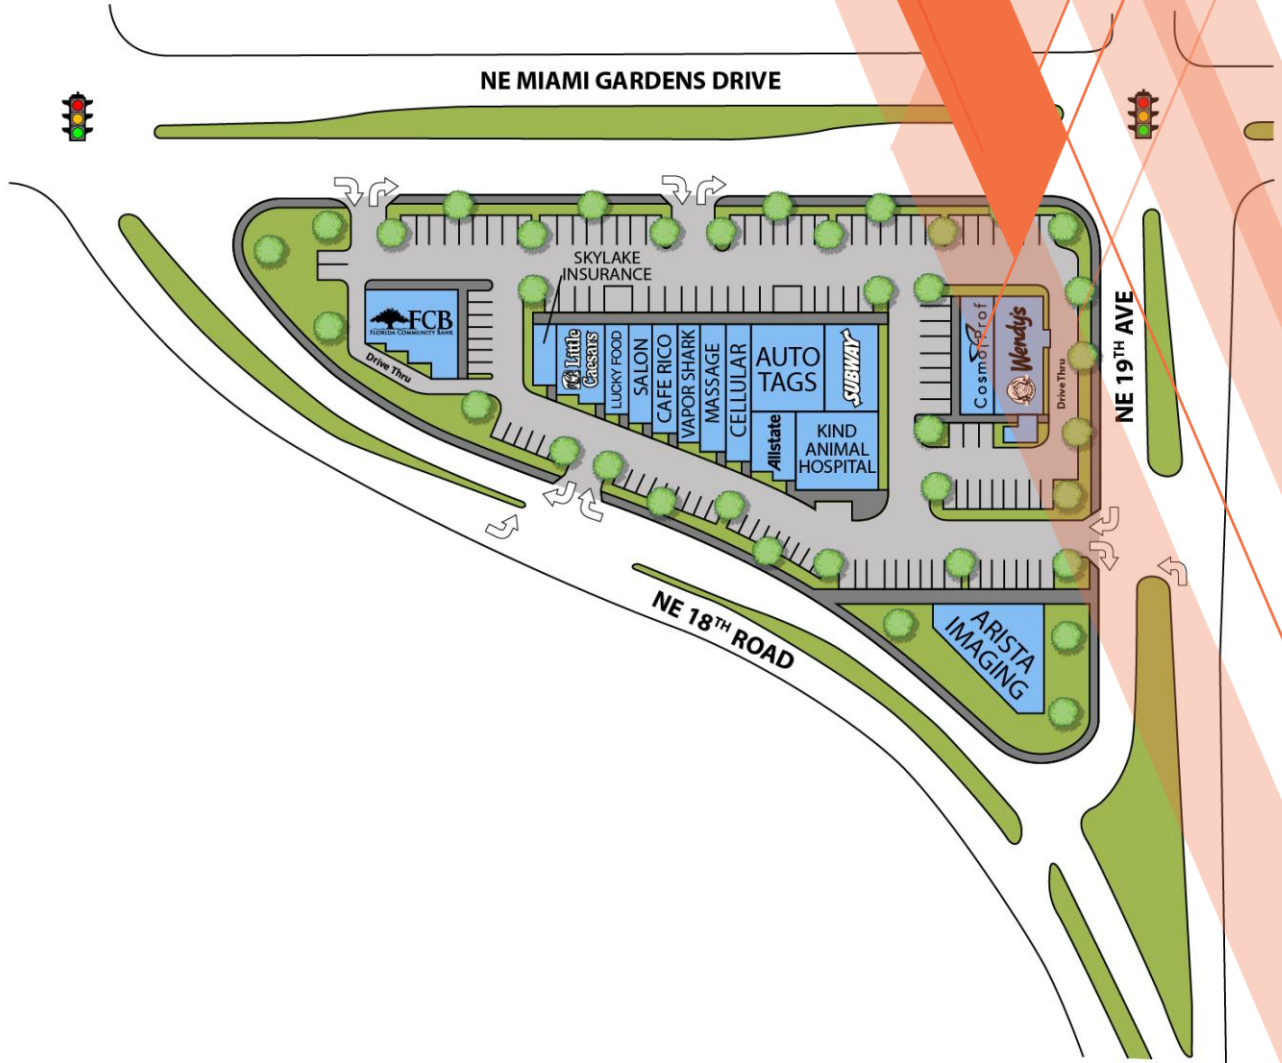 NE MIAMI GARDENS DRIVE
SKYLAKE
INSURANCE
FCB
FLORIDA COMMUNITY BANK
Drive Thru
Little
Caesars
LUCKY FOOD
SALON
CAFE RICO
VAPOR SHARK
MASSAGE
CELLULAR
AUTO
TAGS
SUBWAY
Allstate
KIND
ANIMAL
HOSPITAL
CosmoProf
Wendy's
Drive Thru
NE 19TH AVE
NE 18TH ROAD
ARISTA
IMAGING